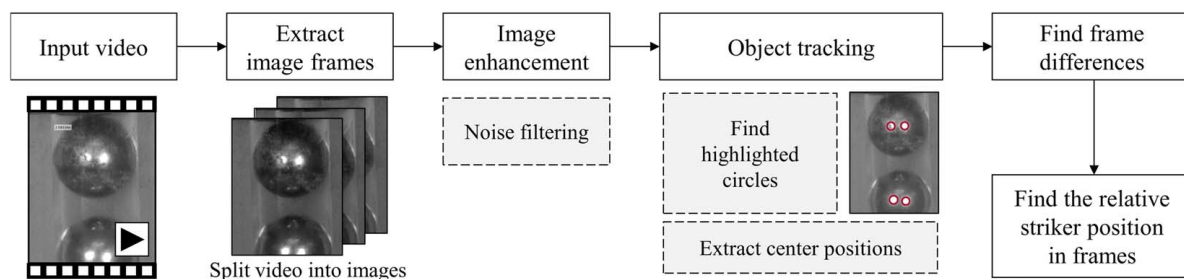 Input video
Extract
image frames
Image
enhancement
Object tracking
Find frame
differences
Noise filtering
Find
highlighted
circles
Extract center positions
Split video into images
Find the relative
striker position
in frames